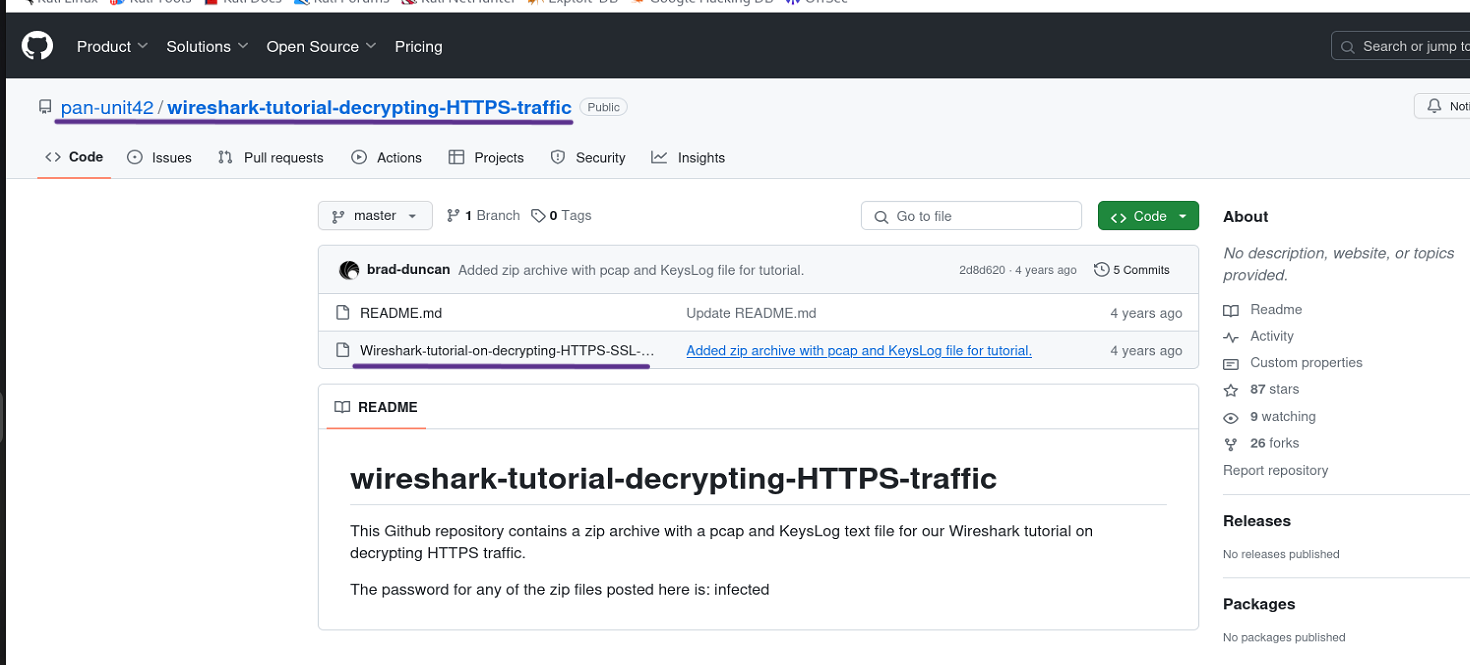 Kali Linux Kali Tools Kali Docs Kali Forums Kali NetHunter Exploit-DB Google Hacking DB OffSec
Product Solutions Open Source Pricing Search or jump to
pan-unit42 / wireshark-tutorial-decrypting-HTTPS-traffic Public Noti
Code Issues Pull requests Actions Projects Security Insights
master 1 Branch 0 Tags Go to file Code
brad-duncan Added zip archive with pcap and KeysLog file for tutorial. 2d8d620 · 4 years ago 5 Commits
README.md Update README.md 4 years ago
Wireshark-tutorial-on-decrypting-HTTPS-SSL-... Added zip archive with pcap and KeysLog file for tutorial. 4 years ago
README
wireshark-tutorial-decrypting-HTTPS-traffic
This Github repository contains a zip archive with a pcap and KeysLog text file for our Wireshark tutorial on
decrypting HTTPS traffic.
The password for any of the zip files posted here is: infected
About
No description, website, or topics
provided.
Readme
Activity
Custom properties
87 stars
9 watching
26 forks
Report repository
Releases
No releases published
Packages
No packages published